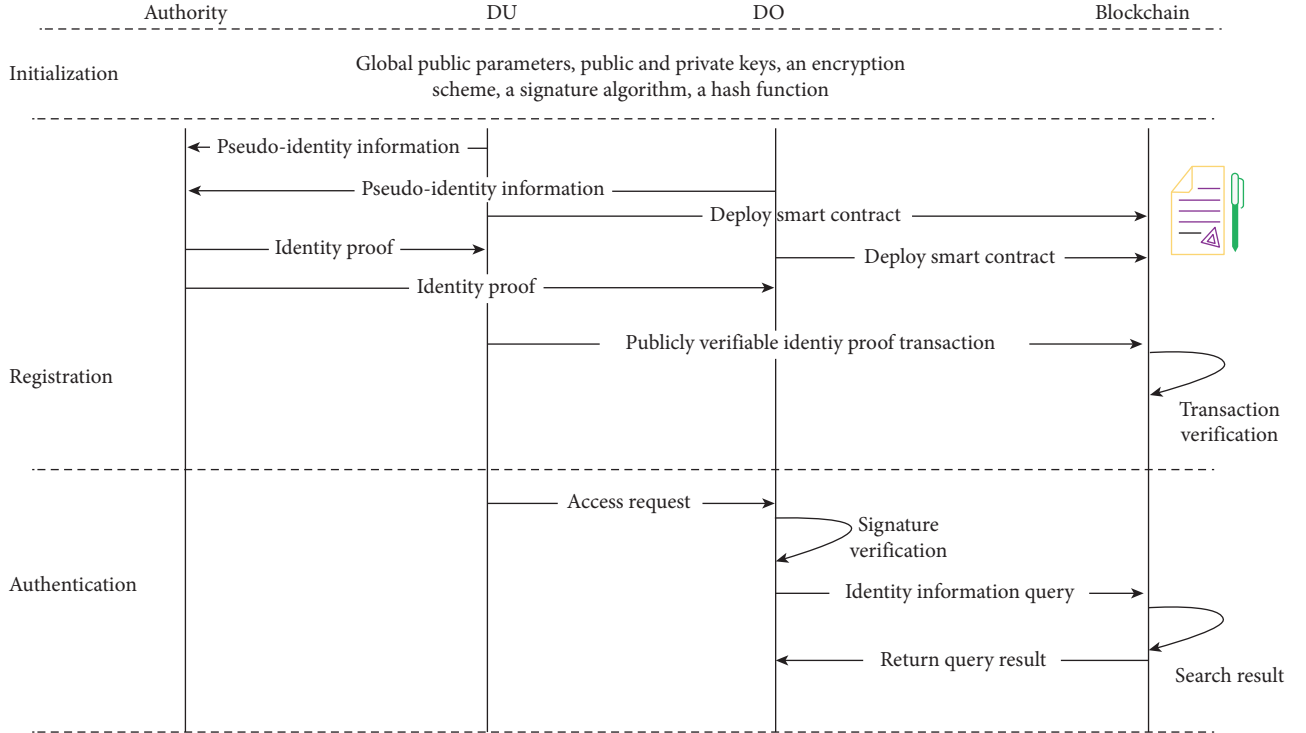 Authority
DU
DO
Blockchain
Initialization
Global public parameters, public and private keys, an encryption
scheme, a signature algorithm, a hash function
Pseudo-identity information
Pseudo-identity information
Deploy smart contract
Identity proof
Deploy smart contract
Identity proof
Publicly verifiable identiy proof transaction
Registration
Transaction
verification
Access request
Signature
verification
Authentication
Identity information query
Return query result
Search result